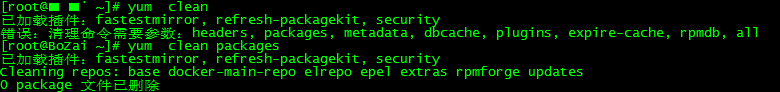 [root@ ~]# yum  clean
已加载插件：fastestmirror, refresh-packagekit, security
错误：清理命令需要参数：headers, packages, metadata, dbcache, plugins, expire-cache, rpmdb, all
[root@BoZai ~]# yum  clean packages
已加载插件：fastestmirror, refresh-packagekit, security
Cleaning repos: base docker-main-repo elrepo epel extras rpmforge updates
0 package 文件已删除